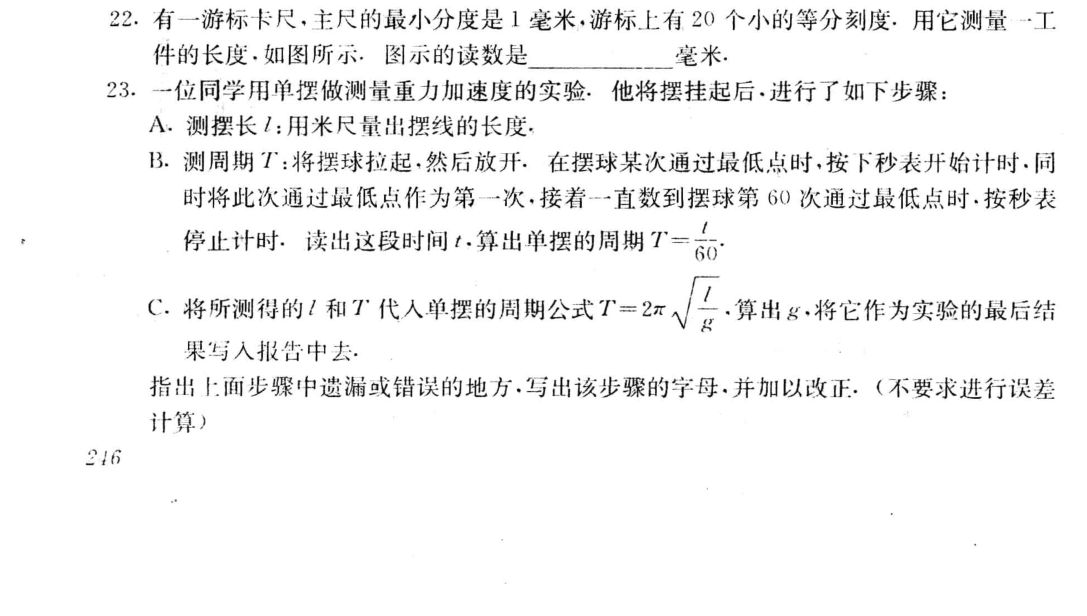 22. 有一游标卡尺,主尺的最小分度是1毫米,游标上有20个小的等分刻度. 用它测量一工
件的长度,如图所示. 图示的读数是____________毫米.
23. 一位同学用单摆做测量重力加速度的实验. 他将摆挂起后,进行了如下步骤:
A. 测摆长l:用米尺量出摆线的长度.
B. 测周期T:将摆球拉起,然后放开. 在摆球某次通过最低点时,按下秒表开始计时,同
时将此次通过最低点作为第一次,接着一直数到摆球第60次通过最低点时,按秒表
停止计时. 读出这段时间t,算出单摆的周期T=t/60.
C. 将所测得的l和T代入单摆的周期公式T=2π√(l/g),算出g,将它作为实验的最后结
果写入报告中去.
指出上面步骤中遗漏或错误的地方,写出该步骤的字母,并加以改正. (不要求进行误差
计算)
246